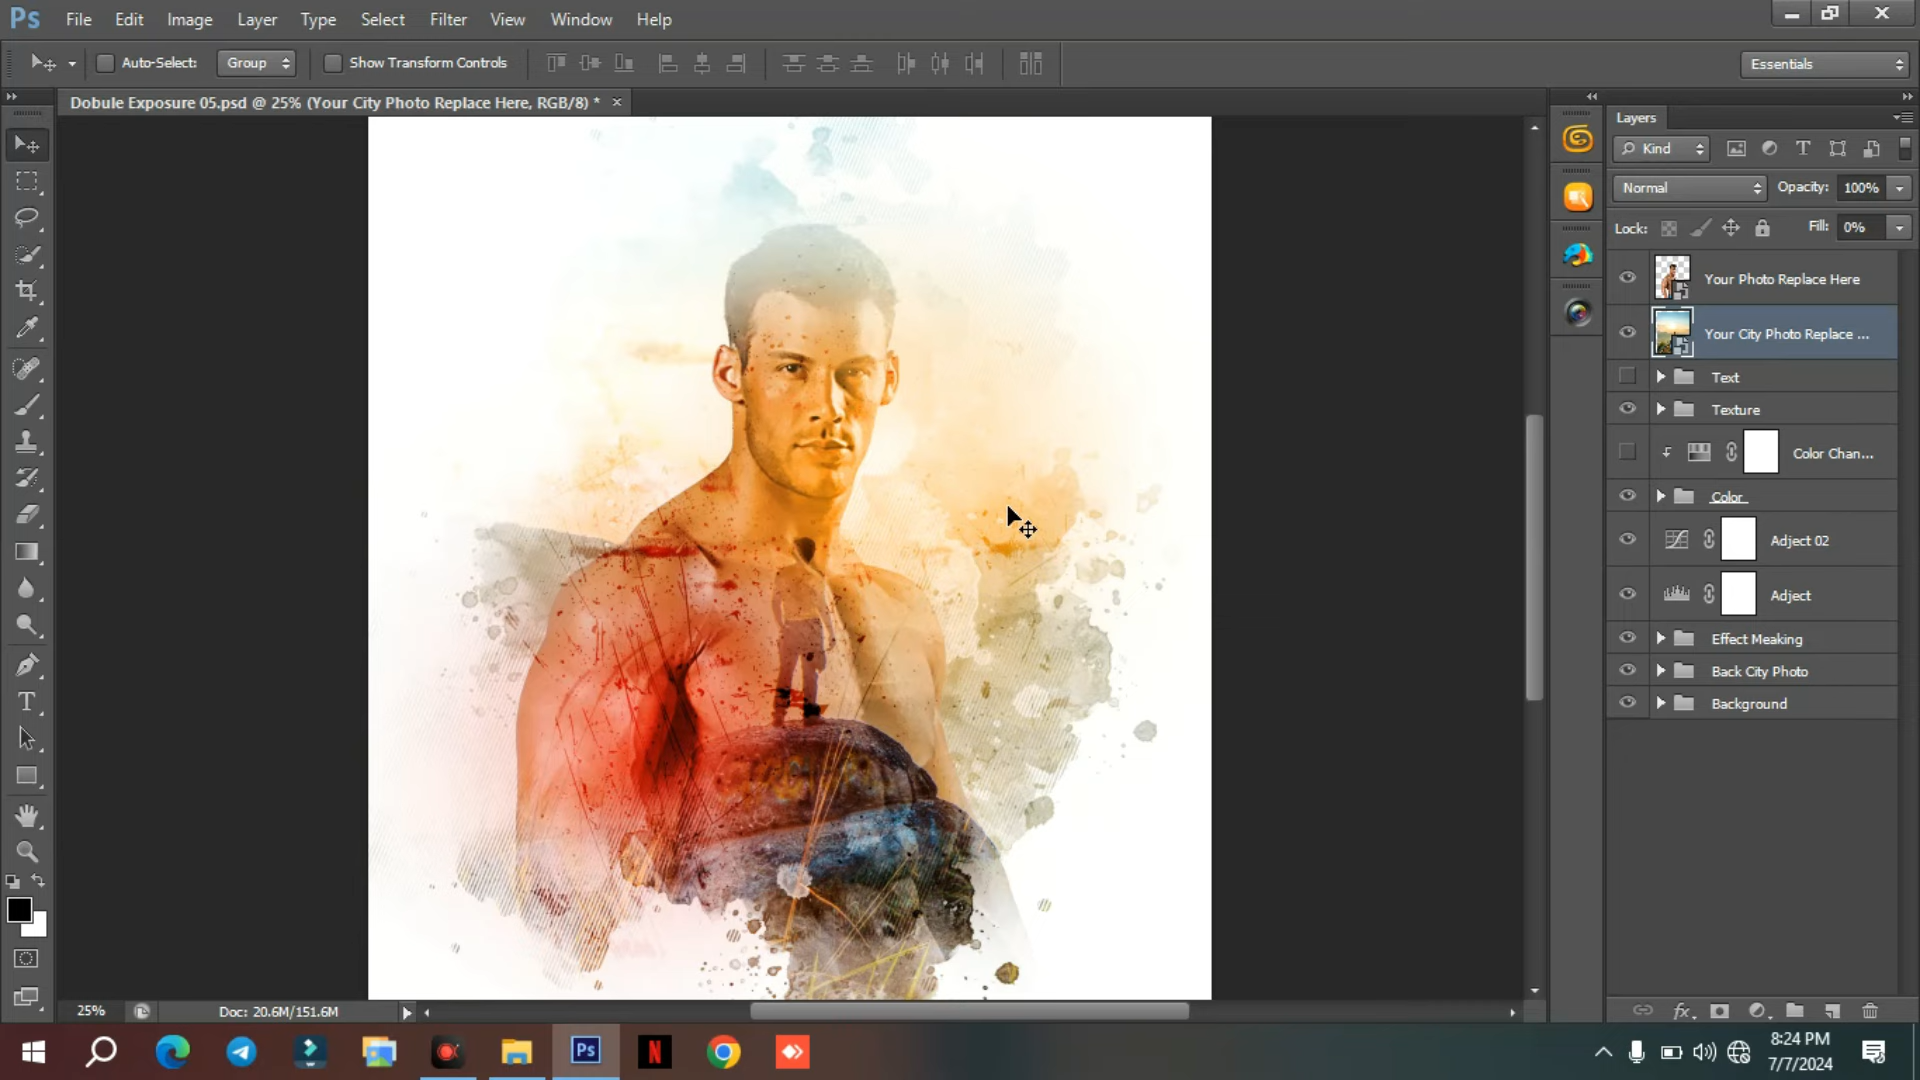 Ps File Edit Image Layer Type Select Filter View Window Help
Auto-Select: Group Show Transform Controls Essentials
Dobule Exposure 05.psd @ 25% (Your City Photo Replace Here, RGB/8) * ×
Layers
Kind
Normal Opacity: 100%
Lock: Fill: 0%
Your Photo Replace Here
Your City Photo Replace ...
Text
Texture
Color Chan...
Color
Adject 02
Adject
Effect Meaking
Back City Photo
Background
25% Doc: 20.6M/151.6M
fx
Ps N 8:24 PM
7/7/2024